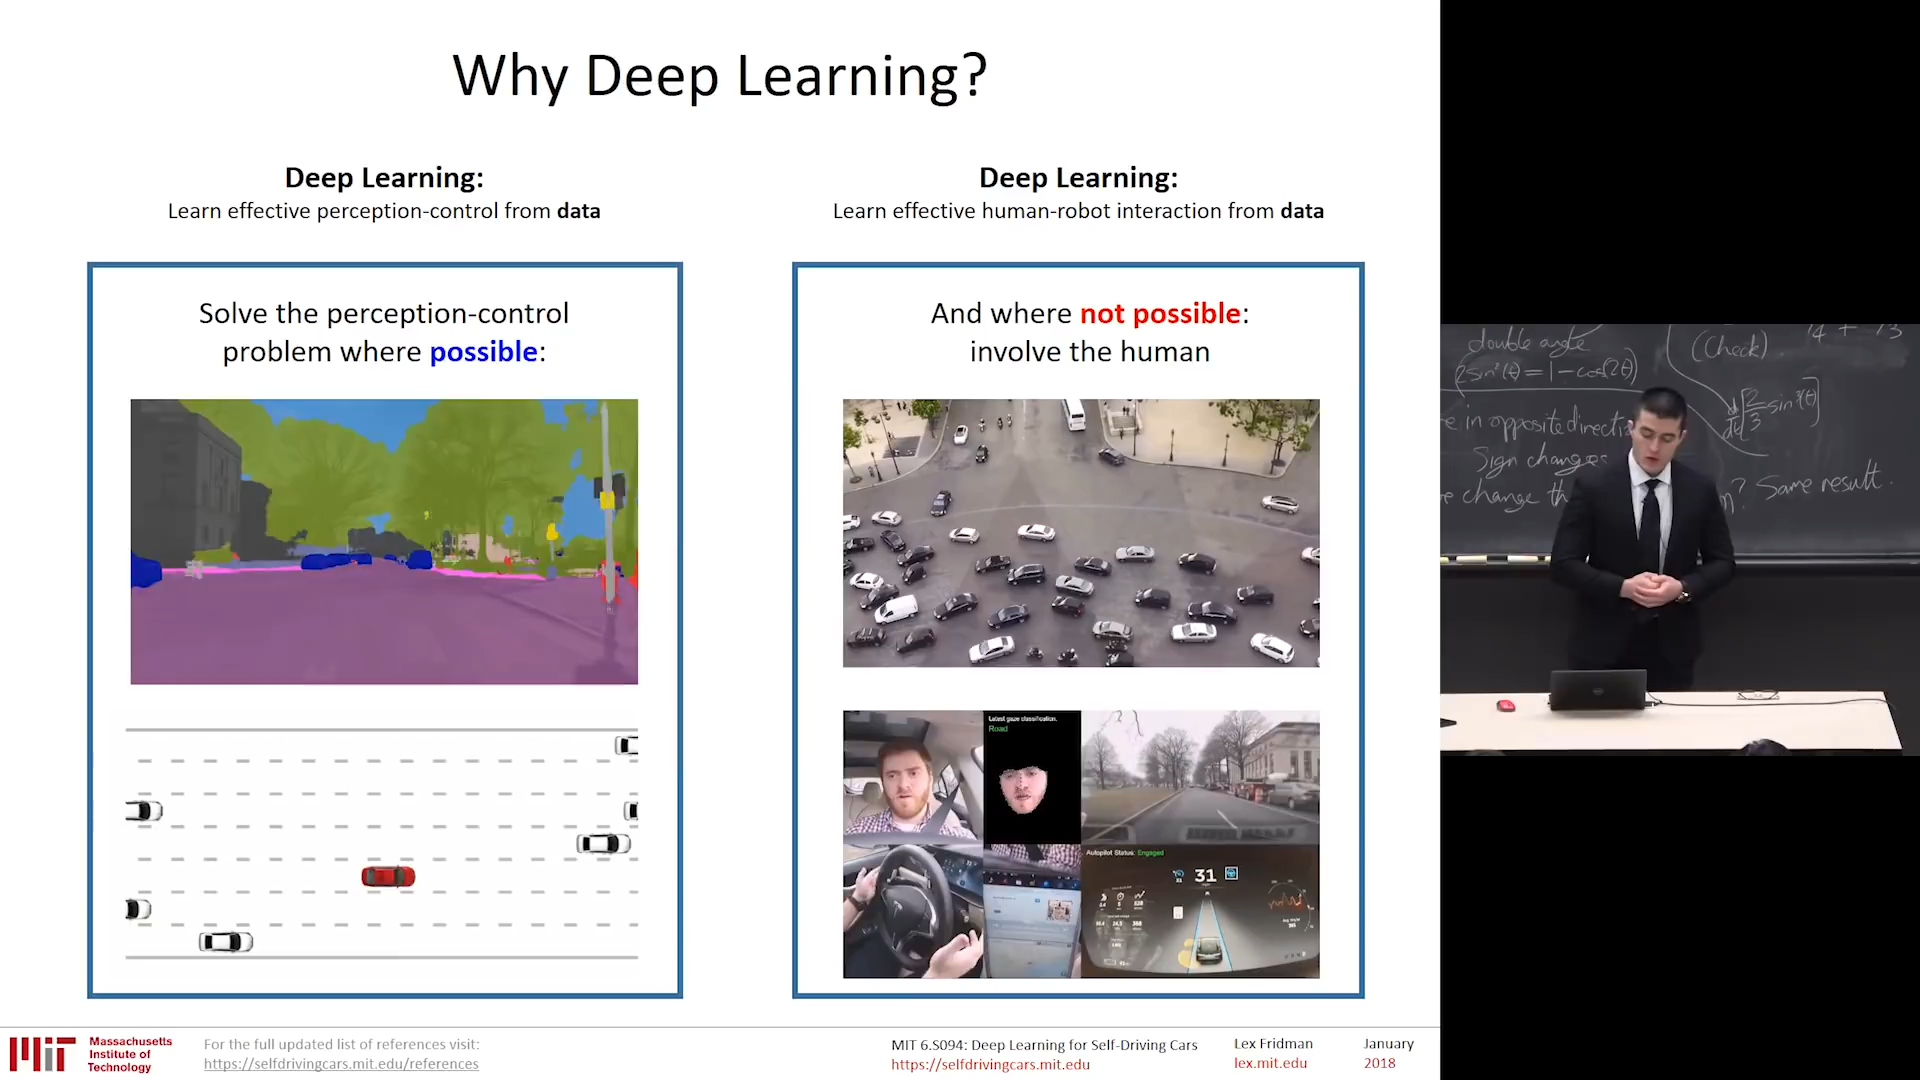 Why Deep Learning?
Deep Learning:
Learn effective perception-control from data
Deep Learning:
Learn effective human-robot interaction from data
Solve the perception-control
problem where possible:
And where not possible:
involve the human
Latest gaze classification:
Road
Autopilot Status: Engaged
31
double angle
2sin²(t) = 1 - cos(2t)
(Check).
2/3 sin³(t)
in opposite
Sign changes
change
Same result.
Massachusetts
Institute of
Technology
For the full updated list of references visit:
https://selfdrivingcars.mit.edu/references
MIT 6.S094: Deep Learning for Self-Driving Cars
https://selfdrivingcars.mit.edu
Lex Fridman
lex.mit.edu
January
2018